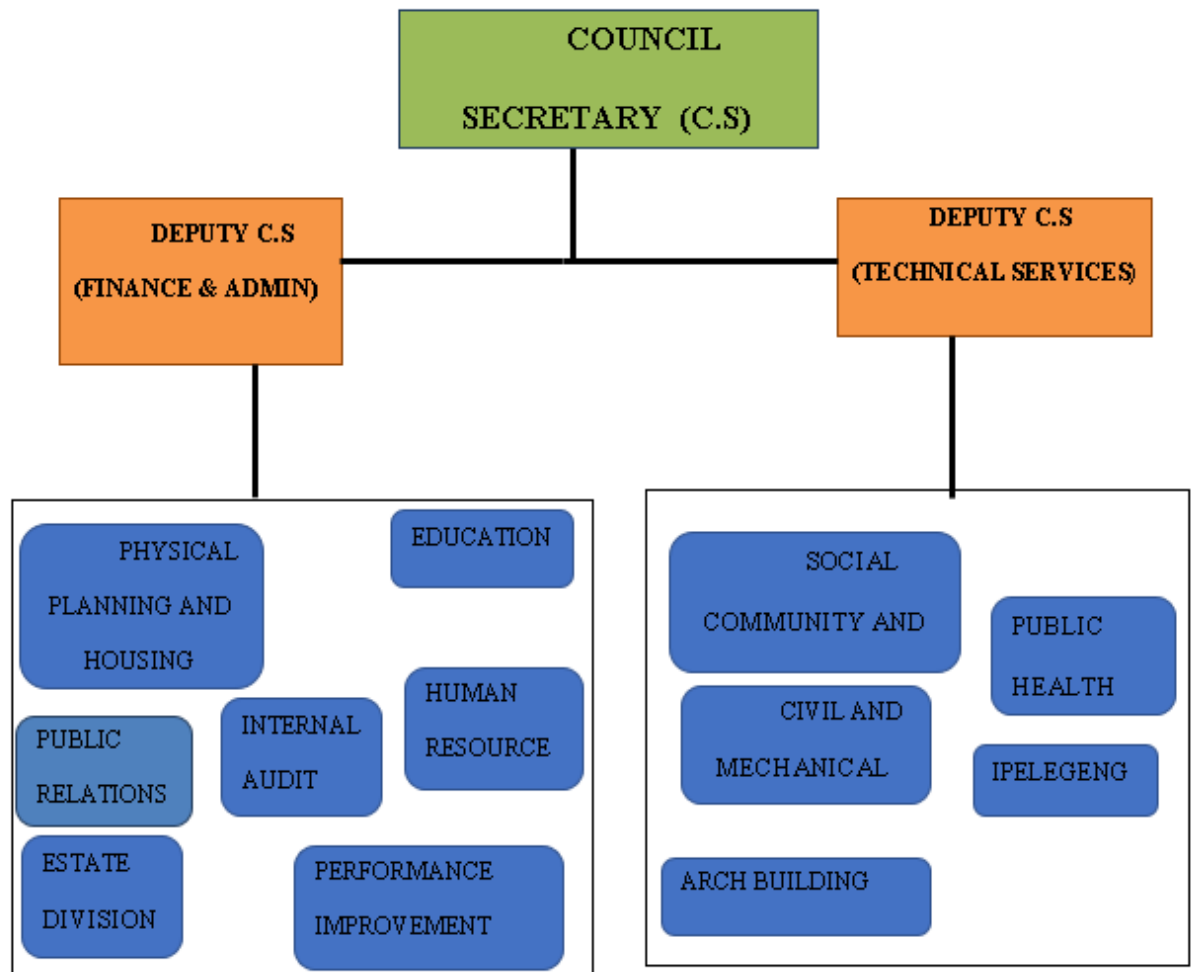 COUNCIL
SECRETARY (C.S)
DEPUTY C.S
(FINANCE & ADMIN)
DEPUTY C.S
(TECHNICAL SERVICES)
PHYSICAL
PLANNING AND
HOUSING
EDUCATION
PUBLIC
RELATIONS
INTERNAL
AUDIT
HUMAN
RESOURCE
ESTATE
DIVISION
PERFORMANCE
IMPROVEMENT
SOCIAL
COMMUNITY AND
PUBLIC
HEALTH
CIVIL AND
MECHANICAL
IPELEGENG
ARCH BUILDING